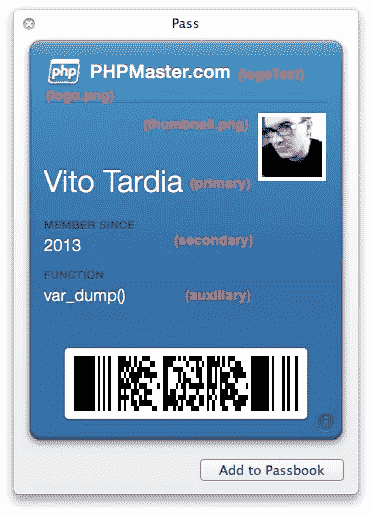 Pass
php PHPMaster.com (logoText)
(logo.png)
(thumbnail.png)
Vito Tardia (primary)
MEMBER SINCE
2013 (secondary)
FUNCTION
var_dump() (auxiliary)
Add to Passbook